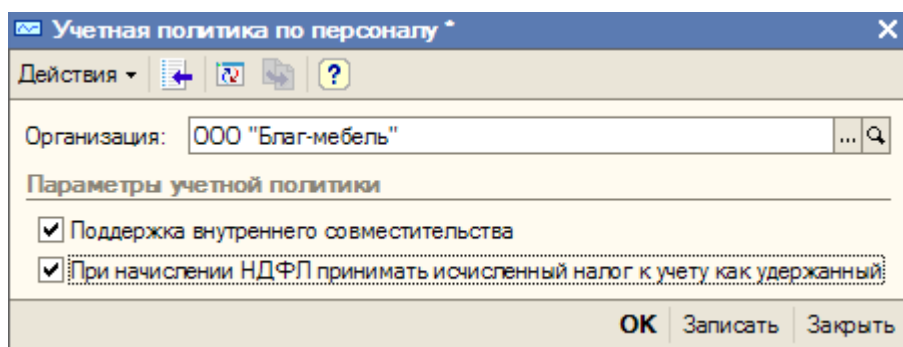 Учетная политика по персоналу *
Действия
?
Организация: ООО "Благ-мебель" ...
Параметры учетной политики
Поддержка внутреннего совместительства
При начислении НДФЛ принимать исчисленный налог к учету как удержанный
OK Записать Закрыть